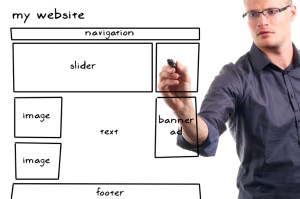 my website
navigation
slider
image
text
banner
ad
image
footer